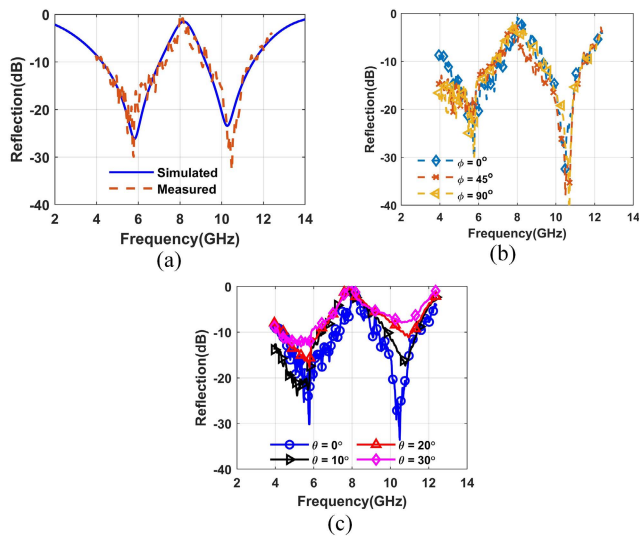 0
-10
-20
-30
-40
Reflection(dB)
Simulated
Measured
2 4 6 8 10 12 14
Frequency(GHz)
(a)
0
-10
-20
-30
-40
Reflection(dB)
ϕ = 0°
ϕ = 45°
ϕ = 90°
2 4 6 8 10 12 14
Frequency(GHz)
(b)
0
-10
-20
-30
-40
Reflection(dB)
θ = 0° θ = 20°
θ = 10° θ = 30°
2 4 6 8 10 12 14
Frequency(GHz)
(c)